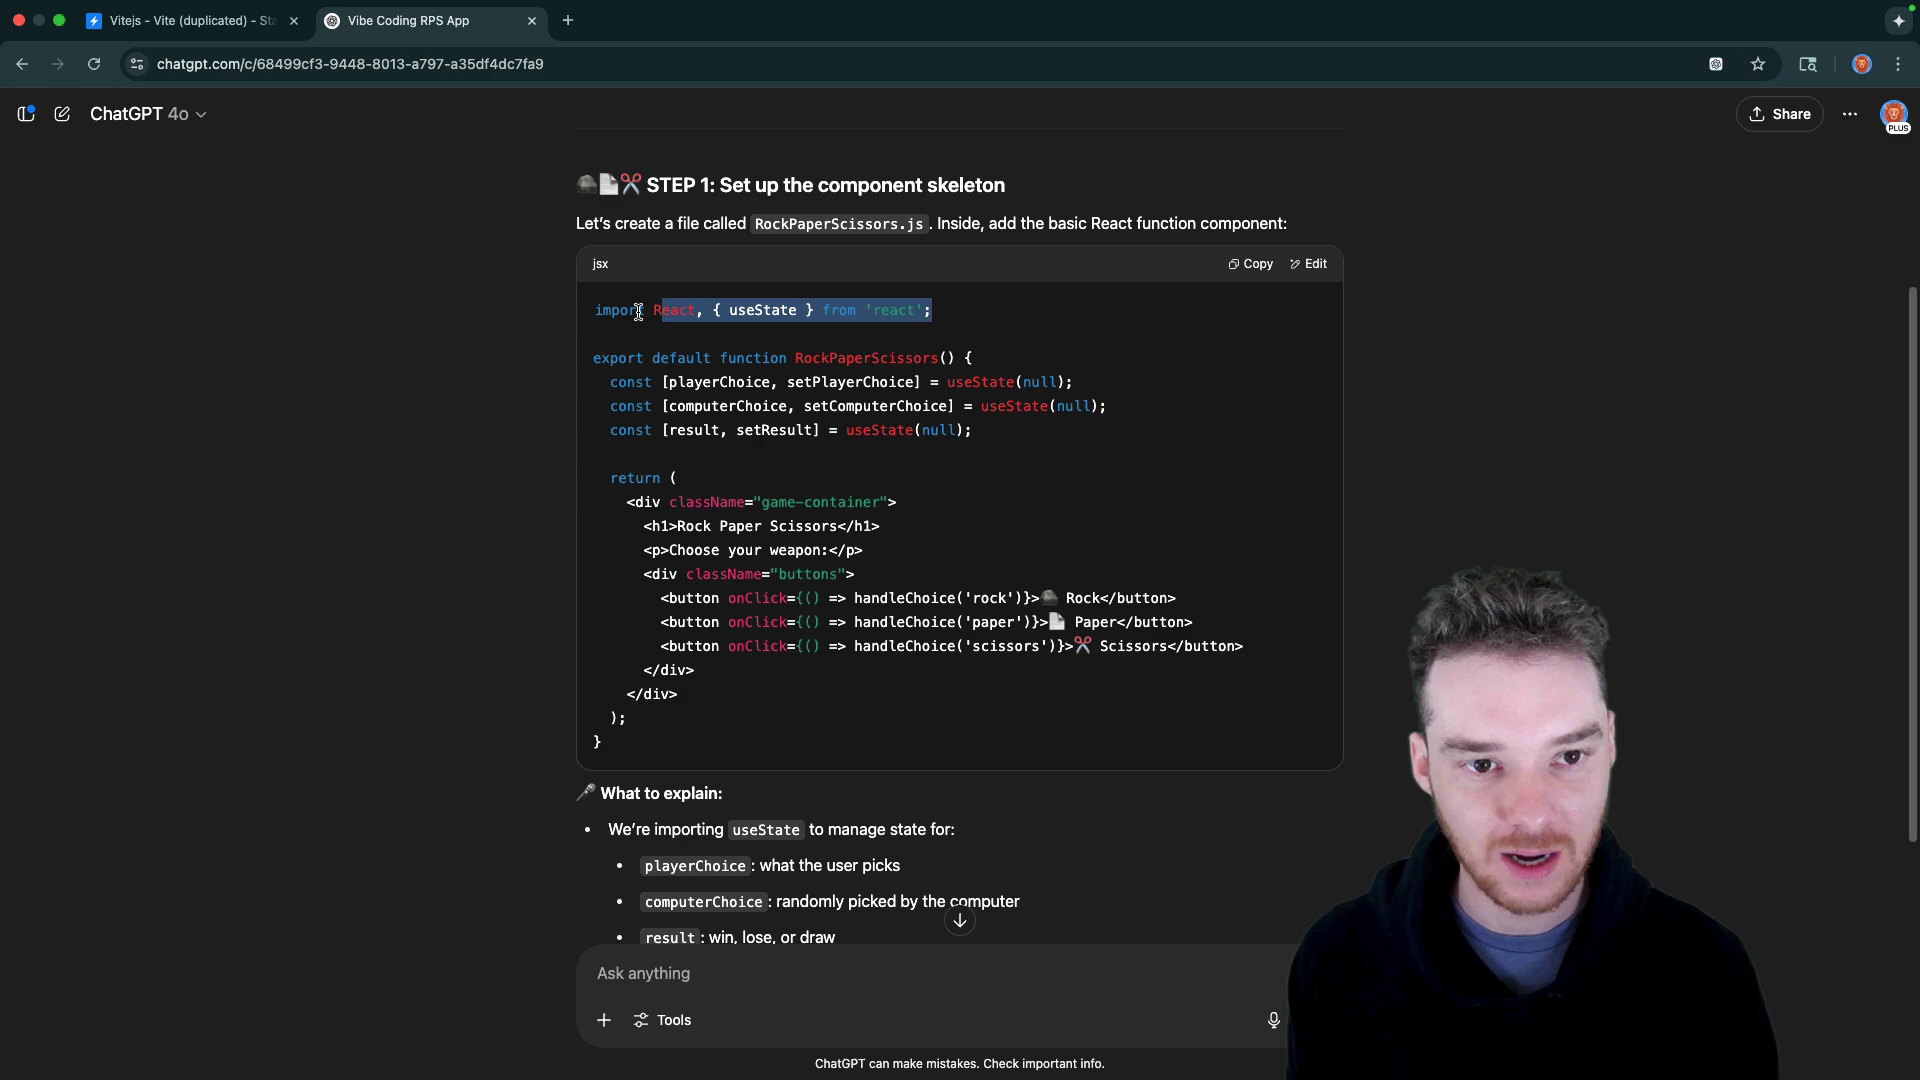 Vitejs - Vite (duplicated) - St
Vibe Coding RPS App
chatgpt.com/c/68499cf3-9448-8013-a797-a35df4dc7fa9
ChatGPT 4o
Share
PLUS
STEP 1: Set up the component skeleton
Let's create a file called RockPaperScissors.js. Inside, add the basic React function component:
jsx
Copy
Edit
import React, { useState } from 'react';
export default function RockPaperScissors() {
const [playerChoice, setPlayerChoice] = useState(null);
const [computerChoice, setComputerChoice] = useState(null);
const [result, setResult] = useState(null);
return (
<div className="game-container">
<h1>Rock Paper Scissors</h1>
<p>Choose your weapon:</p>
<div className="buttons">
<button onClick={() => handleChoice('rock')}>🪨 Rock</button>
<button onClick={() => handleChoice('paper')}>📄 Paper</button>
<button onClick={() => handleChoice('scissors')}>✂️ Scissors</button>
</div>
</div>
);
}
What to explain:
• We're importing useState to manage state for:
• playerChoice: what the user picks
• computerChoice: randomly picked by the computer
• result: win, lose, or draw
Ask anything
Tools
ChatGPT can make mistakes. Check important info.